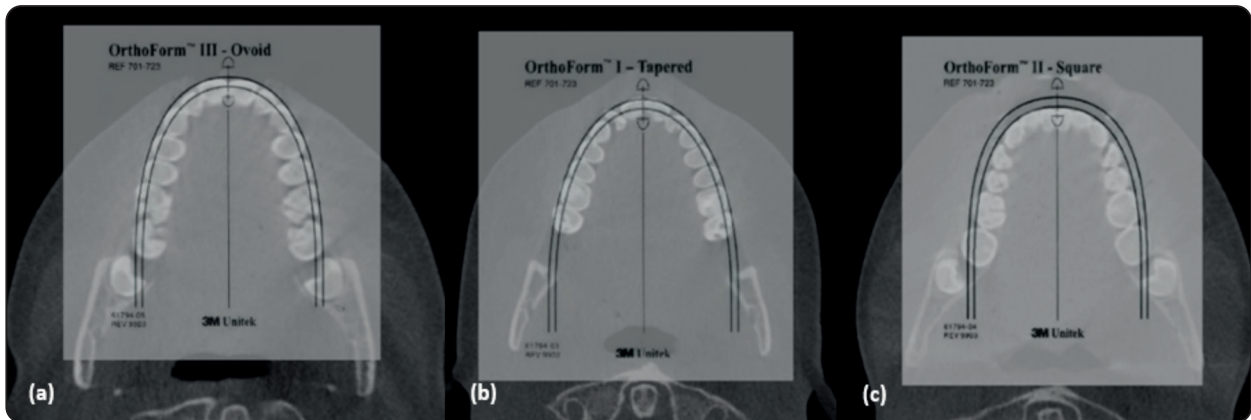 OrthoForm™ III - Ovoid
REF 701-723
61794-05
REV 9903
3M Unitek
(a)
OrthoForm™ I – Tapered
REF 701-723
61794-03
REV 9903
3M Unitek
(b)
OrthoForm™ II - Square
REF 701-723
61794-04
REV 9903
3M Unitek
(c)